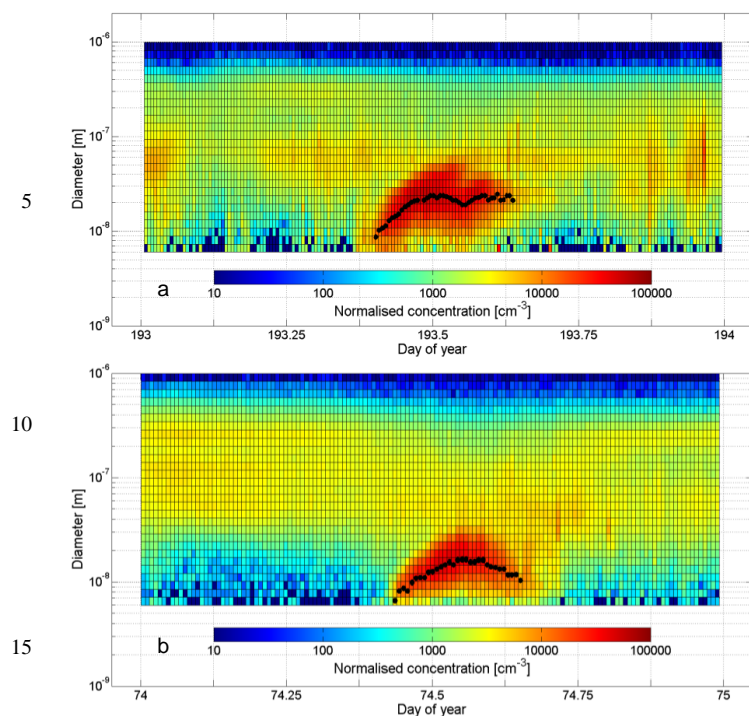 10⁻⁶
10⁻⁷
Diameter [m]
5
10⁻⁸
a
10 100 1000 10000 100000
Normalised concentration [cm⁻³]
10⁻⁹
193 193.25 193.5 193.75 194
Day of year
10⁻⁶
10
10⁻⁷
Diameter [m]
10⁻⁸
15
b
10 100 1000 10000 100000
Normalised concentration [cm⁻³]
10⁻⁹
74 74.25 74.5 74.75 75
Day of year